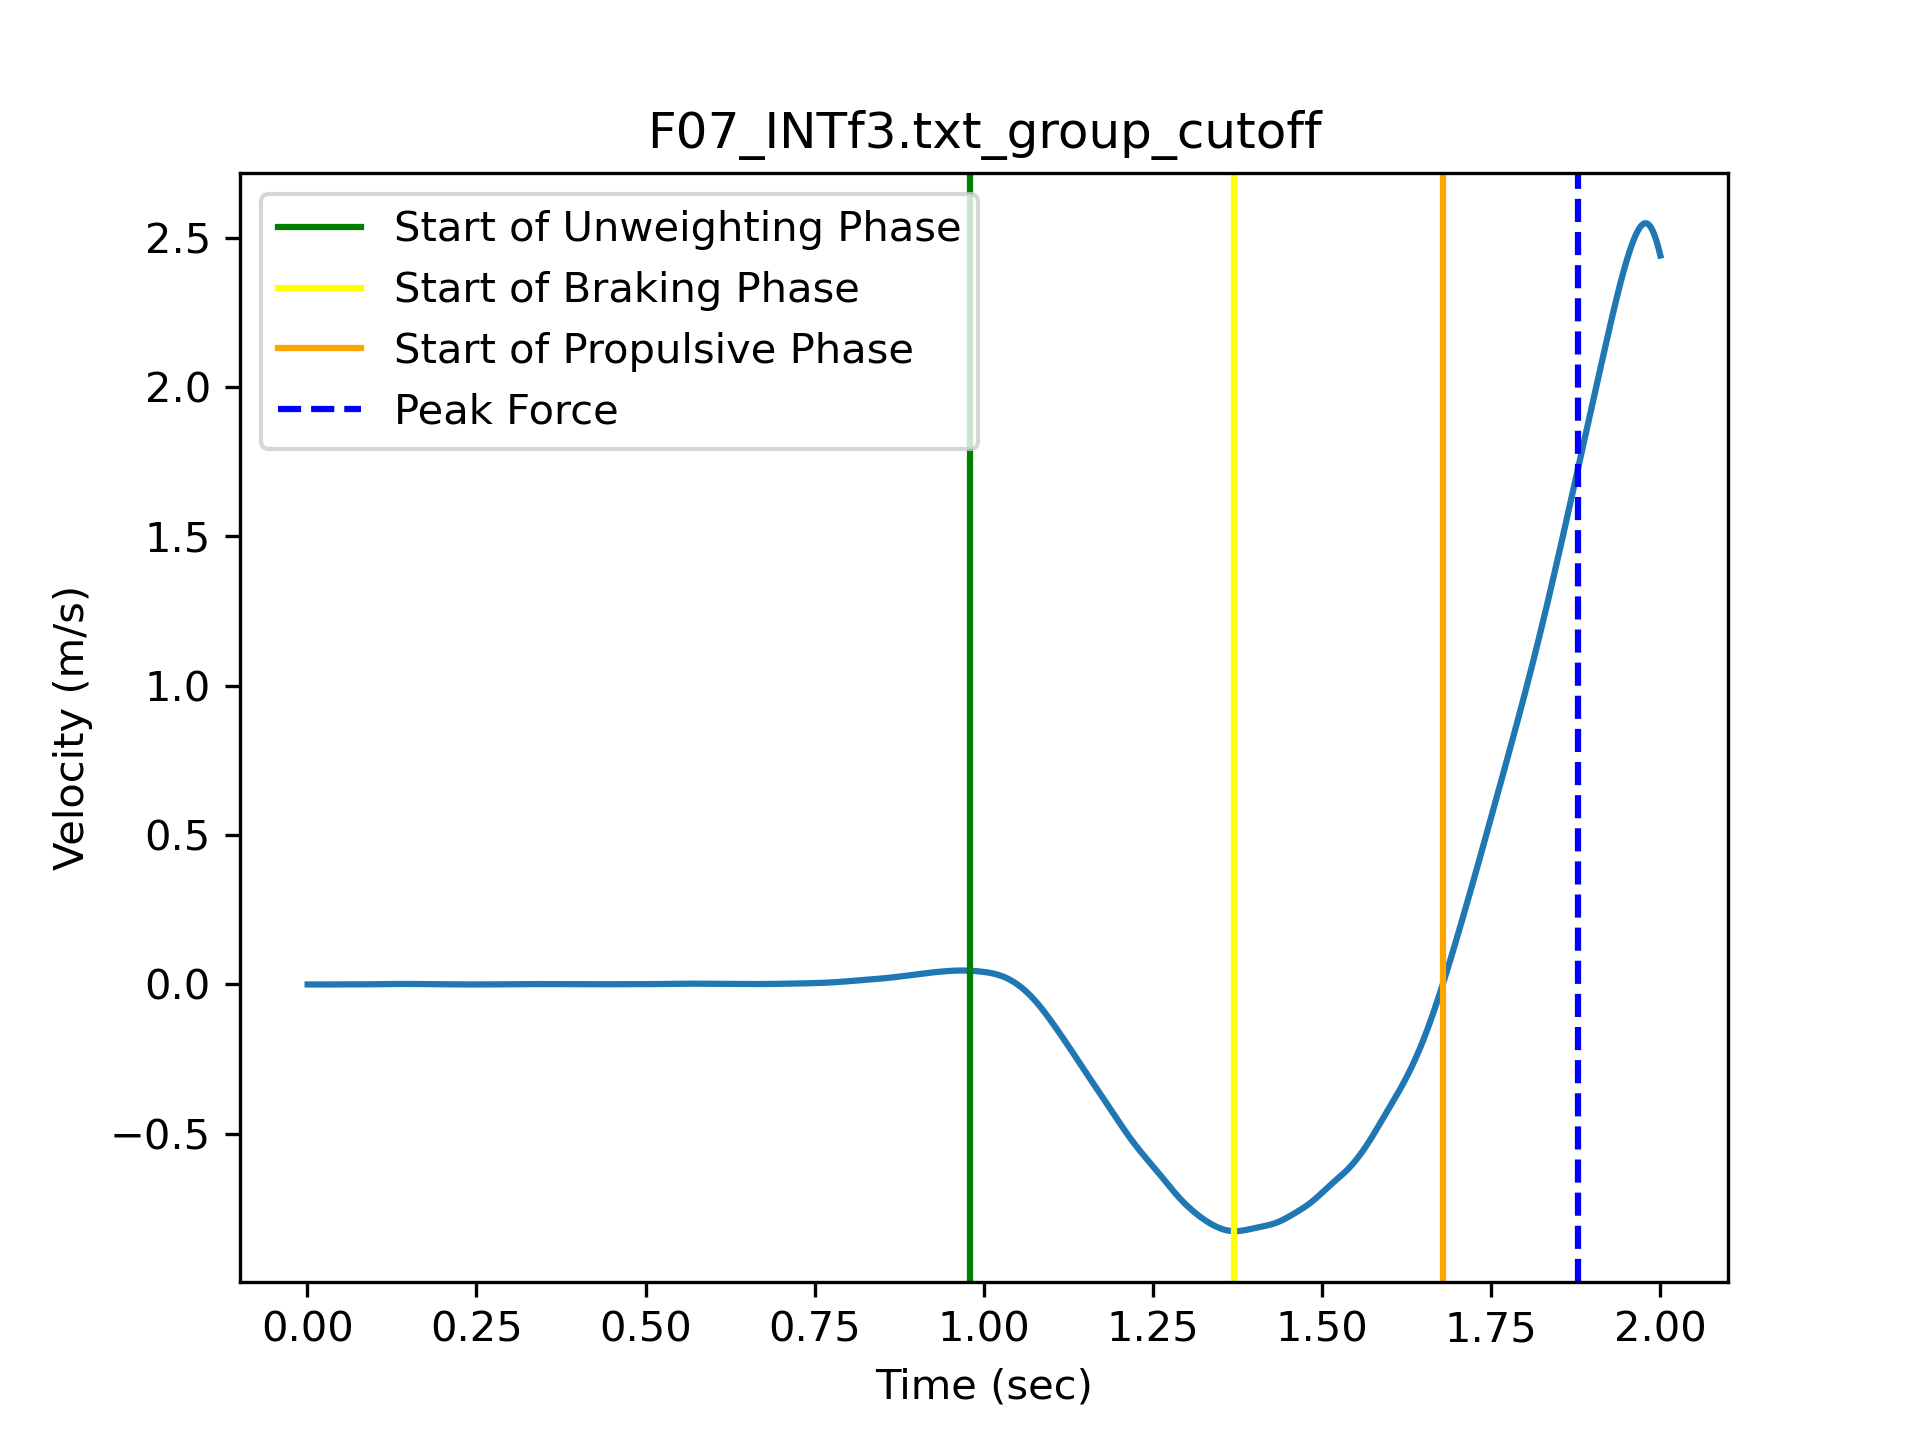 F07_INTf3.txt_group_cutoff
Start of Unweighting Phase
Start of Braking Phase
Start of Propulsive Phase
Peak Force
2.5
2.0
1.5
1.0
0.5
0.0
−0.5
Velocity (m/s)
0.00 0.25 0.50 0.75 1.00 1.25 1.50 1.75 2.00
Time (sec)